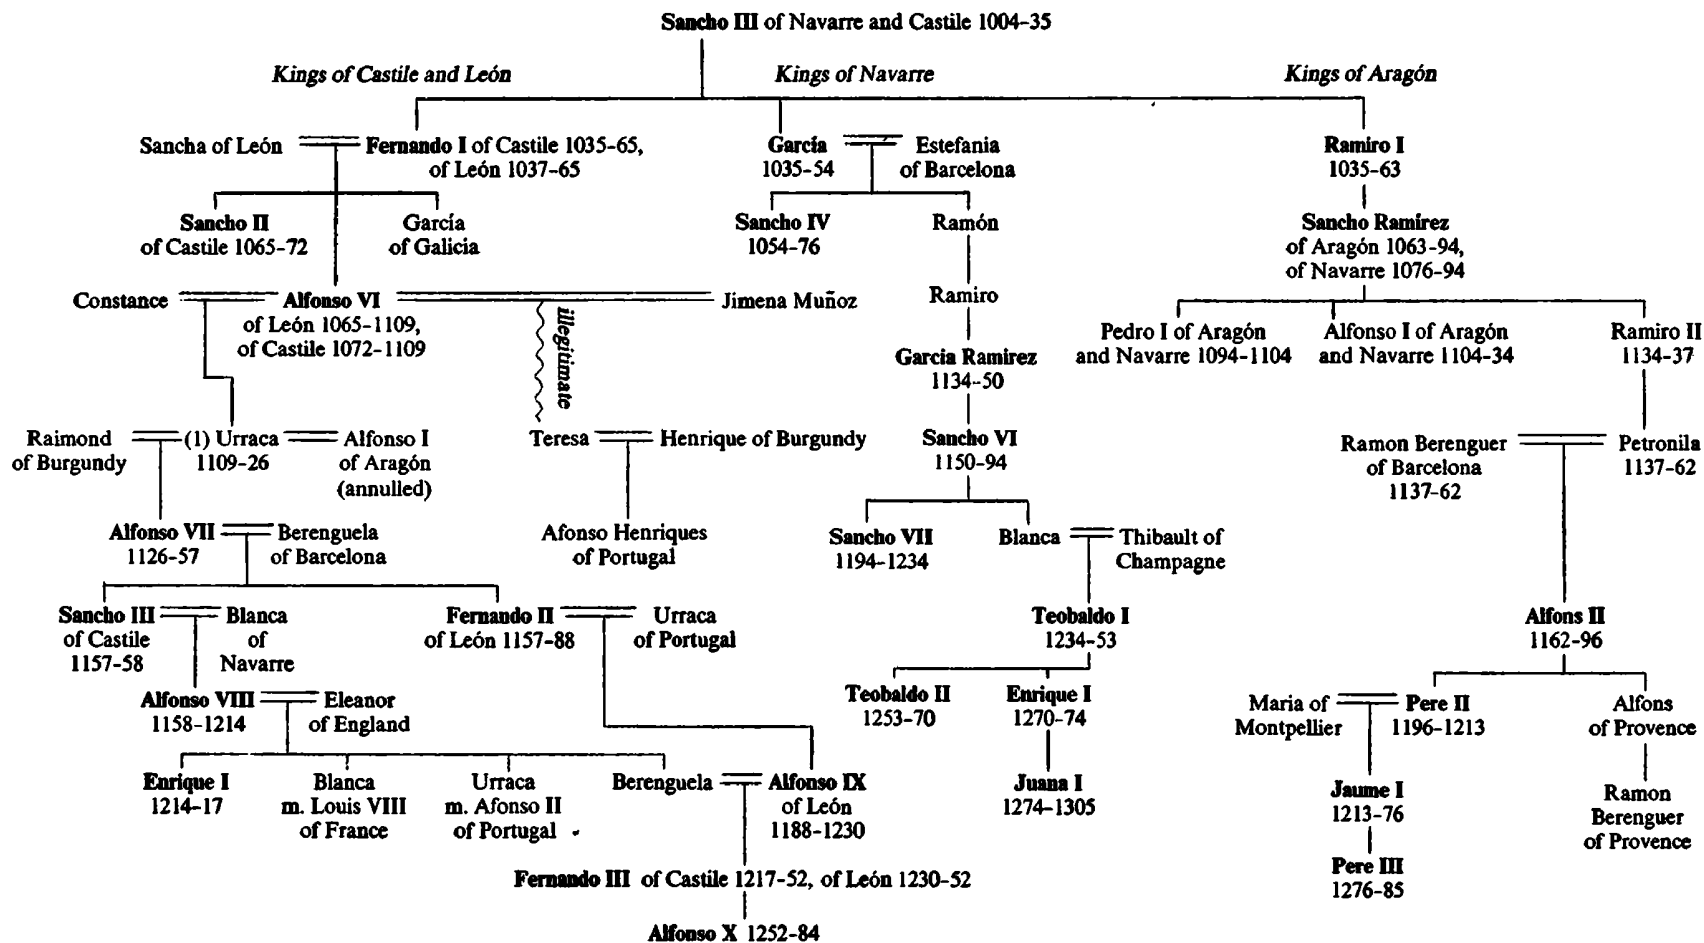 Sancho III of Navarre and Castile 1004-35
Kings of Castile and León
Kings of Navarre
Kings of Aragón
Sancha of León
Fernando I of Castile 1035-65,
of León 1037-65
García
1035-54
Estefania
of Barcelona
Ramiro I
1035-63
Sancho II
of Castile 1065-72
García
of Galicia
Sancho IV
1054-76
Ramón
Sancho Ramírez
of Aragón 1063-94,
of Navarre 1076-94
Constance
Alfonso VI
of León 1065-1109,
of Castile 1072-1109
illegitimate
Jimena Muñoz
Ramiro
Pedro I of Aragón
and Navarre 1094-1104
Alfonso I of Aragón
and Navarre 1104-34
Ramiro II
1134-37
Garcia Ramirez
1134-50
Raimond
of Burgundy
(1) Urraca
1109-26
Alfonso I
of Aragón
(annulled)
Teresa
Henrique of Burgundy
Sancho VI
1150-94
Ramon Berenguer
of Barcelona
1137-62
Petronila
1137-62
Alfonso VII
1126-57
Berenguela
of Barcelona
Afonso Henriques
of Portugal
Sancho VII
1194-1234
Blanca
Thibault of
Champagne
Sancho III
of Castile
1157-58
Blanca
of
Navarre
Fernando II
of León 1157-88
Urraca
of Portugal
Teobaldo I
1234-53
Alfons II
1162-96
Alfonso VIII
1158-1214
Eleanor
of England
Teobaldo II
1253-70
Enrique I
1270-74
Maria of
Montpellier
Pere II
1196-1213
Alfons
of Provence
Enrique I
1214-17
Blanca
m. Louis VIII
of France
Urraca
m. Afonso II
of Portugal
Berenguela
Alfonso IX
of León
1188-1230
Juana I
1274-1305
Jaume I
1213-76
Ramon
Berenguer
of Provence
Fernando III of Castile 1217-52, of León 1230-52
Pere III
1276-85
Alfonso X 1252-84